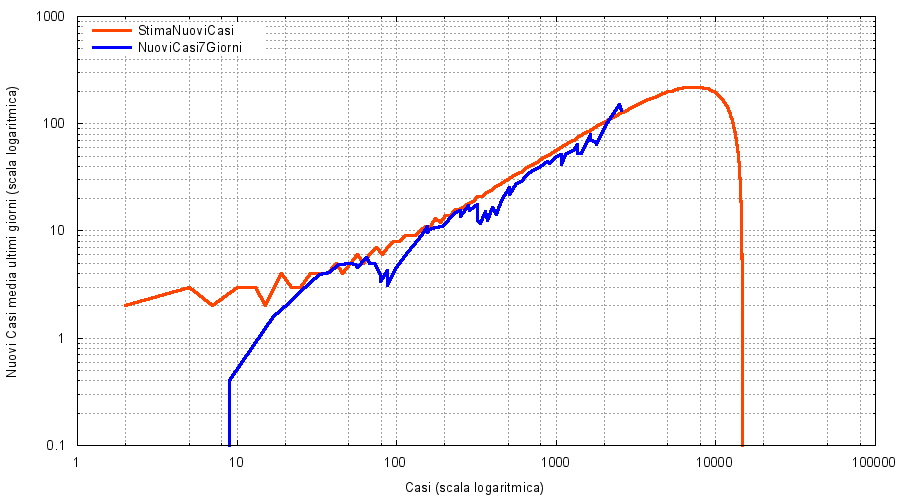 1000
StimaNuoviCasi
NuoviCasi7Giorni
100
10
1
0.1
Nuovi Casi media ultimi giorni (scala logaritmica)
1 10 100 1000 10000 100000
Casi (scala logaritmica)